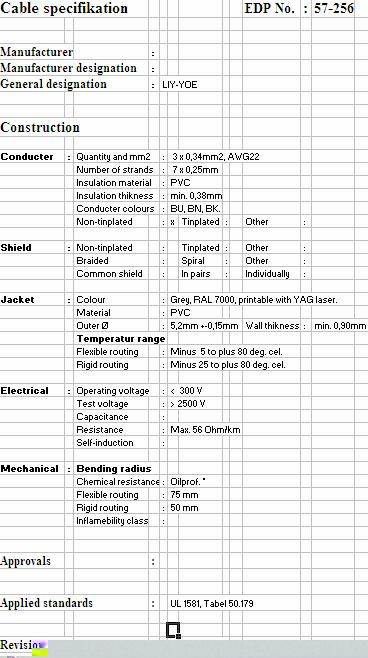 Cable specifikation EDP No. : 57-256
Manufacturer :
Manufacturer designation :
General designation : LIY-YOE
Construction
Conducter : Quantity and mm2 : 3 x 0,34mm2, AWG22
Number of strands : 7 x 0,25mm
Insulation material : PVC
Insulation thikness : min. 0,38mm
Conducter colours : BU, BN, BK.
Non-tinplated : x Tinplated : Other :
Shield : Non-tinplated : Tinplated : Other :
Braided : Spiral : Other :
Common shield : In pairs : Individually :
Jacket : Colour : Grey, RAL 7000, printable with YAG laser.
Material : PVC
Outer Ø : 5,2mm +-0,15mm Wall thikness : min. 0,90mm
Temperatur range
Flexible routing : Minus 5 to plus 80 deg. cel.
Rigid routing : Minus 25 to plus 80 deg. cel.
Electrical : Operating voltage : < 300 V
Test voltage : > 2500 V
Capacitance :
Resistance : Max. 56 Ohm/km
Self-induction :
Mechanical : Bending radius
Chemical resistance : Oilprof. *
Flexible routing : 75 mm
Rigid routing : 50 mm
Inflamebility class :
Approvals :
Applied standards : UL 1581, Tabel 50.179
Revision